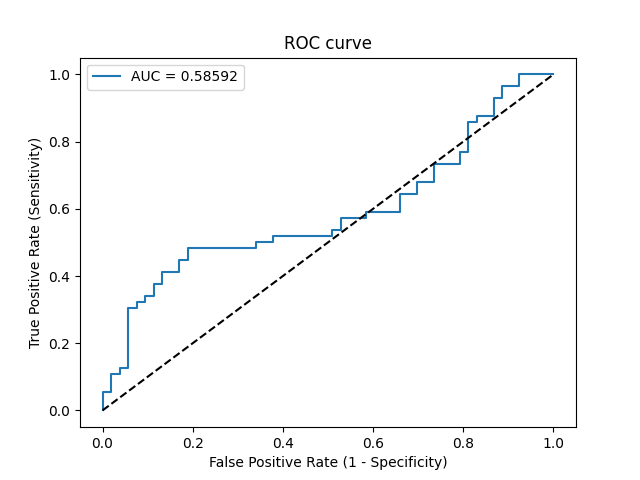 ROC curve
AUC = 0.58592
True Positive Rate (Sensitivity)
1.0
0.8
0.6
0.4
0.2
0.0
0.0 0.2 0.4 0.6 0.8 1.0
False Positive Rate (1 - Specificity)